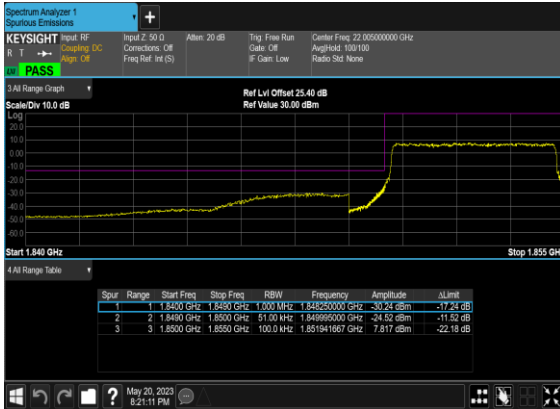 Spectrum Analyzer 1
Spurious Emissions
+
KEYSIGHT
R T
PASS
Input: RF
Coupling: DC
Align: Off
Input Z: 50 Ω
Corrections: Off
Freq Ref: Int (S)
Atten: 20 dB
Trig: Free Run
Gate: Off
IF Gain: Low
Center Freq: 22.005000000 GHz
Avg|Hold: 100/100
Radio Std: None
3 All Range Graph
Scale/Div 10.0 dB
Ref Lvl Offset 25.40 dB
Ref Value 30.00 dBm
Log
20.0
10.0
0.00
-10.0
-20.0
-30.0
-40.0
-50.0
-60.0
Start 1.840 GHz
Stop 1.855 GH
4 All Range Table
Spur Range Start Freq Stop Freq RBW Frequency Amplitude ΔLimit
1 1 1.8400 GHz 1.8490 GHz 1.000 MHz 1.848250000 GHz -30.24 dBm -17.24 dB
2 2 1.8490 GHz 1.8500 GHz 51.00 kHz 1.849995000 GHz -24.52 dBm -11.52 dB
3 3 1.8500 GHz 1.8550 GHz 100.0 kHz 1.851941667 GHz 7.817 dBm -22.18 dB
?
May 20, 2023
8:21:11 PM